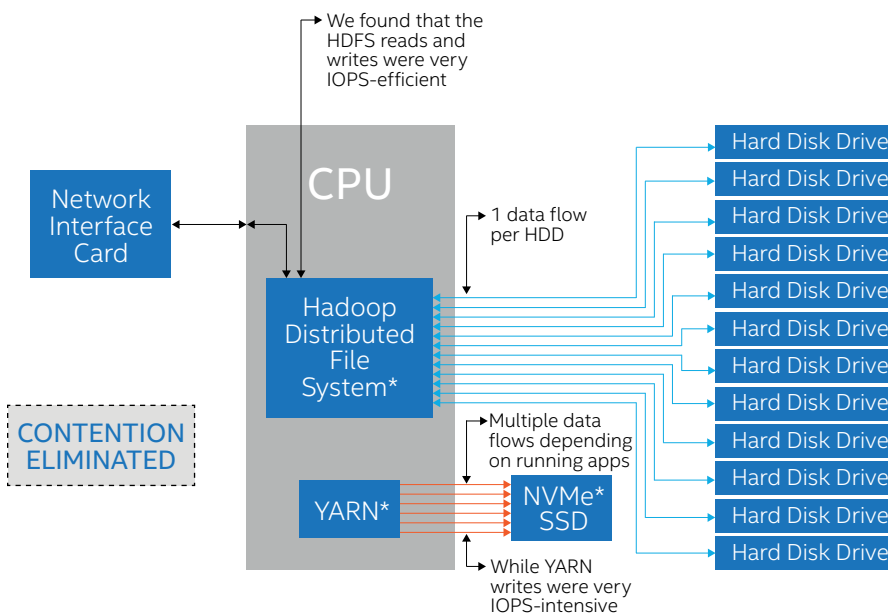 We found that the
HDFS reads and
writes were very
IOPS-efficient
CPU
Network
Interface
Card
1 data flow
per HDD
Hadoop
Distributed
File
System*
CONTENTION
ELIMINATED
Multiple data
flows depending
on running apps
YARN*
NVMe*
SSD
While YARN
writes were very
IOPS-intensive
Hard Disk Drive
Hard Disk Drive
Hard Disk Drive
Hard Disk Drive
Hard Disk Drive
Hard Disk Drive
Hard Disk Drive
Hard Disk Drive
Hard Disk Drive
Hard Disk Drive
Hard Disk Drive
Hard Disk Drive